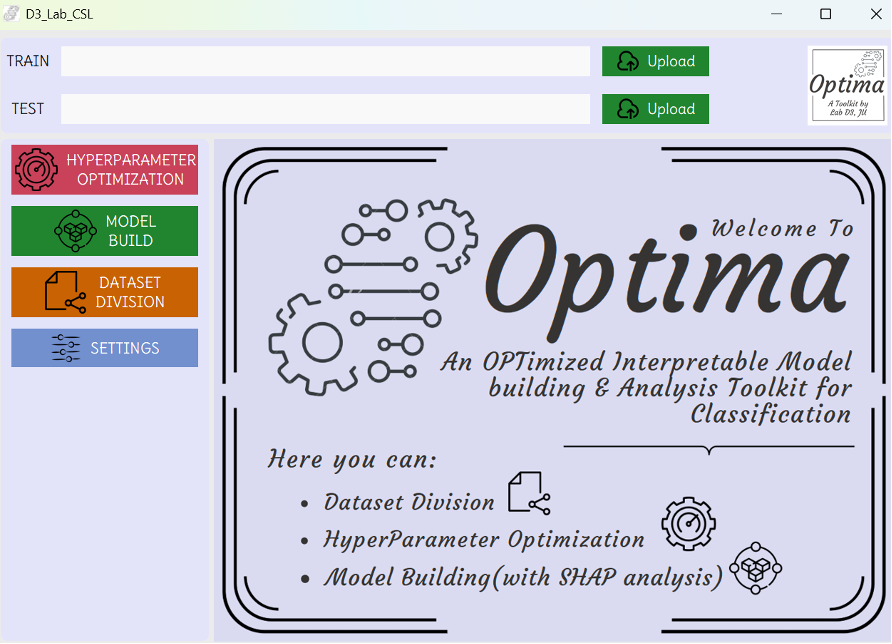 D3_Lab_CSL
TRAIN
Upload
TEST
Upload
Optima
A Toolkit by
Lab D3, JU
HYPERPARAMETER
OPTIMIZATION
MODEL
BUILD
DATASET
DIVISION
SETTINGS
Welcome To
Optima
An OPTimized Interpretable Model
building & Analysis Toolkit for
Classification
Here you can:
• Dataset Division
• HyperParameter Optimization
• Model Building(with SHAP analysis)